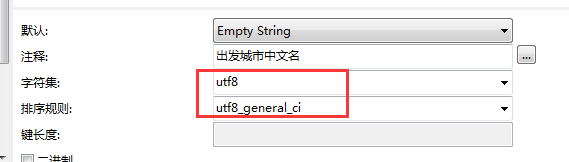 默认: Empty String
注释: 出发城市中文名 ...
字符集: utf8
排序规则: utf8_general_ci
键长度:
二进制